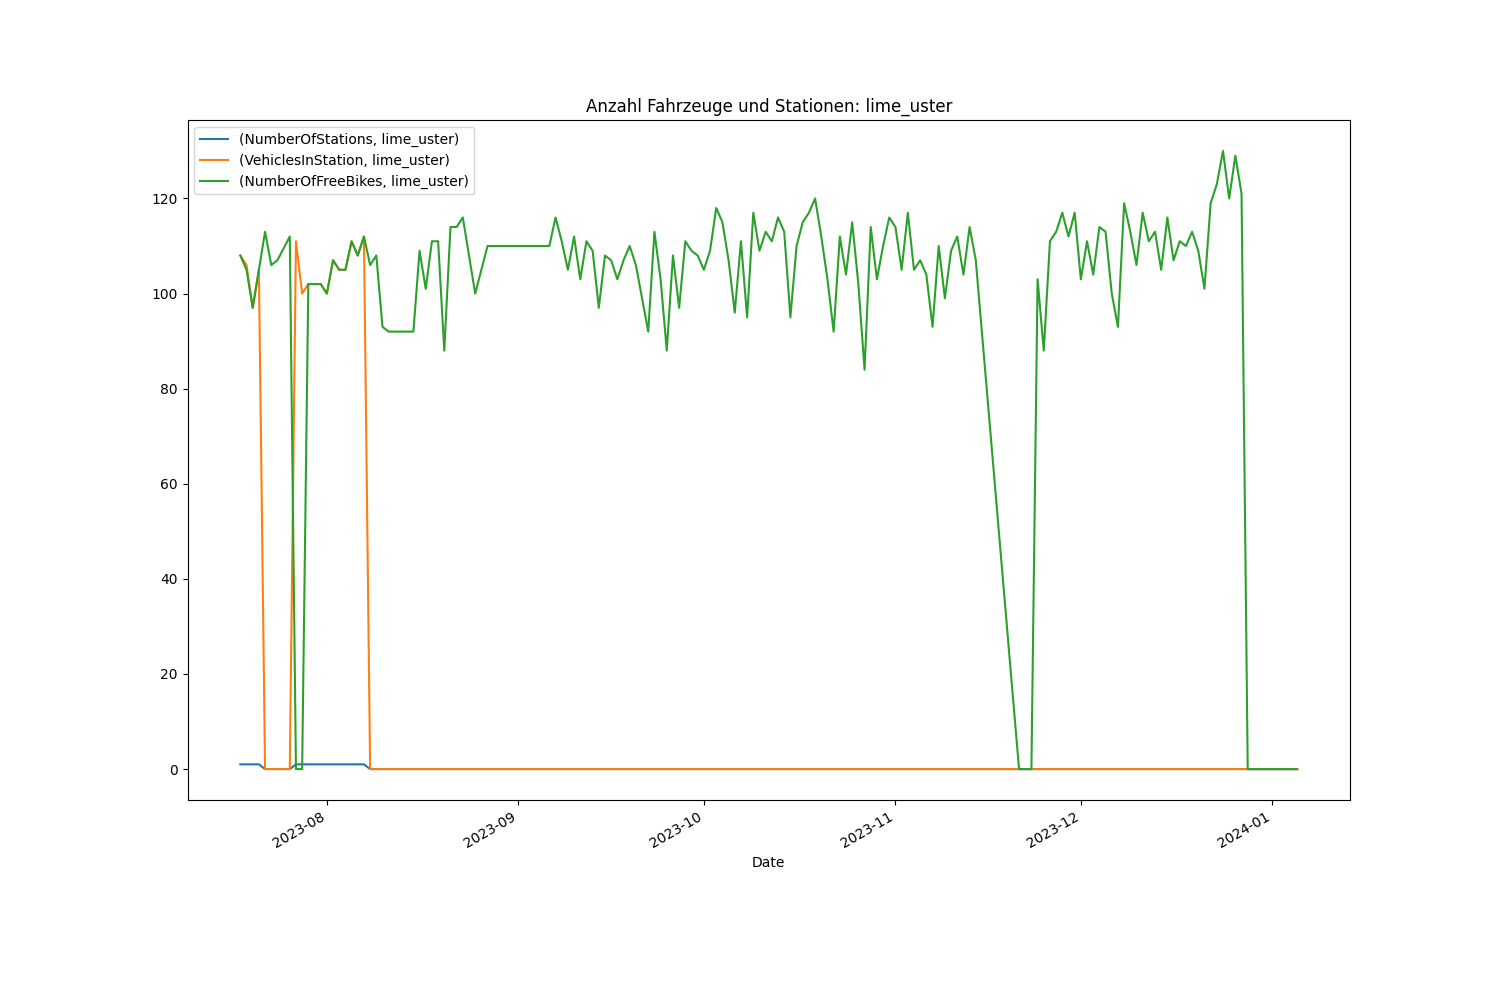 Anzahl Fahrzeuge und Stationen: lime_uster
(NumberOfStations, lime_uster)
(VehiclesInStation, lime_uster)
(NumberOfFreeBikes, lime_uster)
120
100
80
60
40
20
0
2023-08
2023-09
2023-10
2023-11
2023-12
2024-01
Date